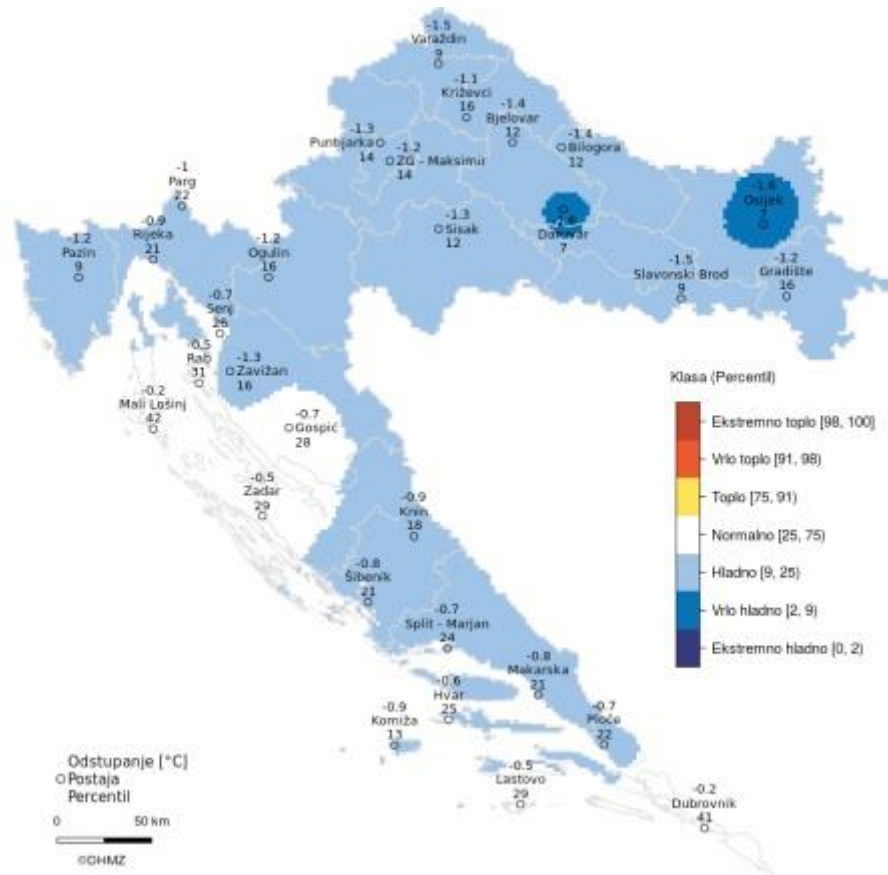 -1.5
Varaždin
9
-1.1
Križevci
16
-1.4
Bjelovar
12
-1.3
Puntijarka
14
-1.2
ZG - Maksimir
14
-1.4
Bilogora
12
-1
Parg
22
-0.9
Rijeka
21
-1.2
Pazin
9
-1.2
Ogulin
16
-1.3
Sisak
12
Daruvar
7
-1.6
Osijek
7
-1.5
Slavonski Brod
9
-1.2
Gradište
16
-0.7
Senj
26
-0.5
Rab
31
-1.3
Zavižan
16
-0.2
Mali Lošinj
42
-0.7
Gospić
28
-0.5
Zadar
29
-0.9
Knin
18
-0.8
Šibenik
21
-0.7
Split - Marjan
24
-0.8
Makarska
21
-0.6
Hvar
25
-0.9
Komiža
13
-0.7
Ploče
22
-0.5
Lastovo
29
-0.2
Dubrovnik
41
Klasa (Percentil)
Ekstremno toplo [98, 100]
Vrlo toplo [91, 98)
Toplo [75, 91)
Normalno [25, 75)
Hladno [9, 25)
Vrlo hladno [2, 9)
Ekstremno hladno [0, 2)
Odstupanje [°C]
Postaja
Percentil
0 50 km
©DHMZ